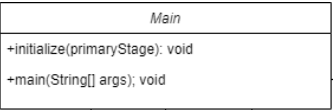 Main
+initialize(primaryStage): void
+main(String[] args); void